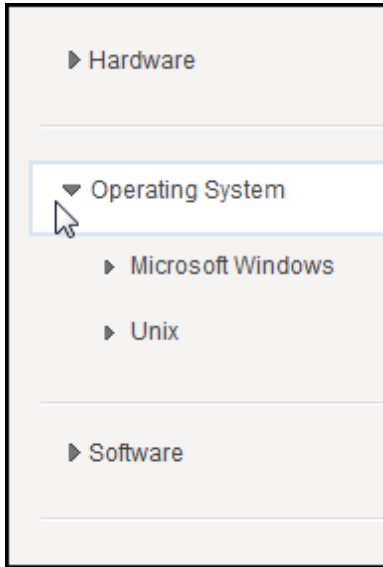 Hardware
Operating System
Microsoft Windows
Unix
Software